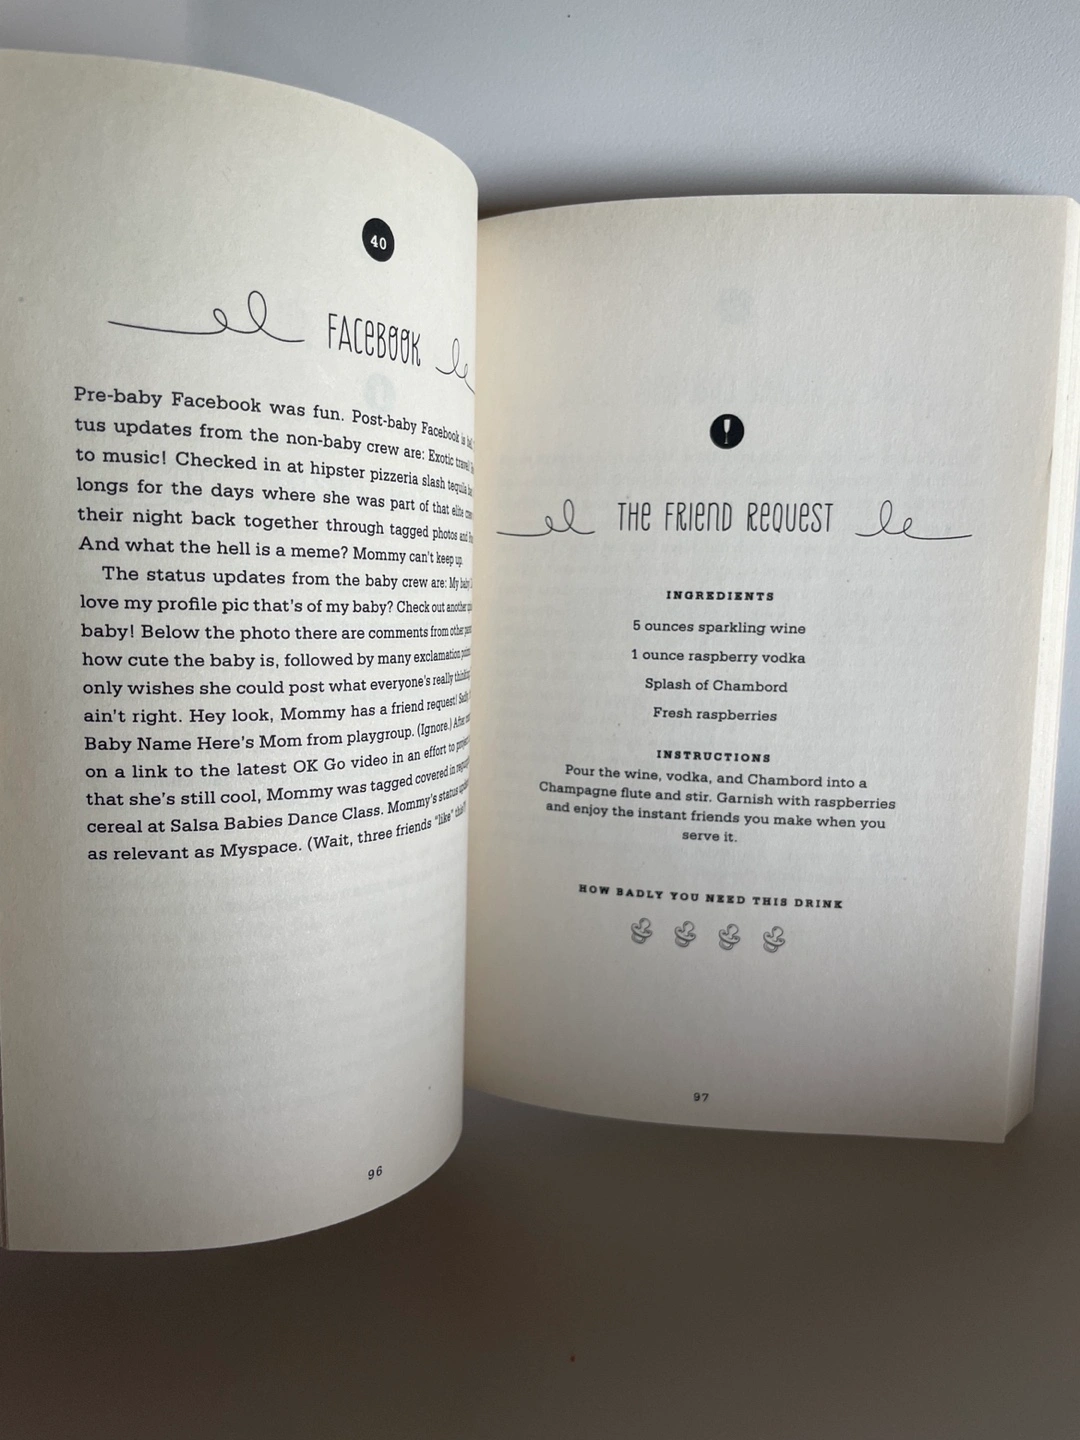 40
FACEBOOK
Pre-baby Facebook was fun. Post-baby Facebook is
tus updates from the non-baby crew are: Exotic travel
to music! Checked in at hipster pizzeria slash tequila
longs for the days where she was part of that elite
their night back together through tagged photos and
And what the hell is a meme? Mommy can't keep up.
The status updates from the baby crew are: My baby
love my profile pic that's of my baby? Check out another
baby! Below the photo there are comments from other
how cute the baby is, followed by many exclamation
only wishes she could post what everyone's really thinking
ain't right. Hey look, Mommy has a friend request!
Baby Name Here's Mom from playgroup. (Ignore.) After
on a link to the latest OK Go video in an effort to
that she's still cool, Mommy was tagged covered in
cereal at Salsa Babies Dance Class. Mommy's status
as relevant as Myspace. (Wait, three friends "like" this?
96
THE FRIEND REQUEST
INGREDIENTS
5 ounces sparkling wine
1 ounce raspberry vodka
Splash of Chambord
Fresh raspberries
INSTRUCTIONS
Pour the wine, vodka, and Chambord into a
Champagne flute and stir. Garnish with raspberries
and enjoy the instant friends you make when you
serve it.
HOW BADLY YOU NEED THIS DRINK
97